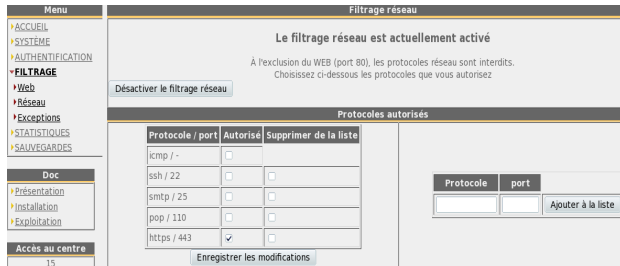 Menu
ACCUEIL
SYSTÈME
AUTHENTIFICATION
FILTRAGE
Web
Réseau
Exceptions
STATISTIQUES
SAUVEGARDES
Doc
Présentation
Installation
Exploitation
Accès au centre
15
Filtrage réseau
Le filtrage réseau est actuellement activé
À l'exclusion du WEB (port 80), les protocoles réseau sont interdits.
Choisissez ci-dessous les protocoles que vous autorisez
Désactiver le filtrage réseau
Protocoles autorisés
Protocole / port Autorisé Supprimer de la liste
icmp / -
ssh / 22
smtp / 25
pop / 110
https / 443
Enregistrer les modifications
Protocole port
Ajouter à la liste